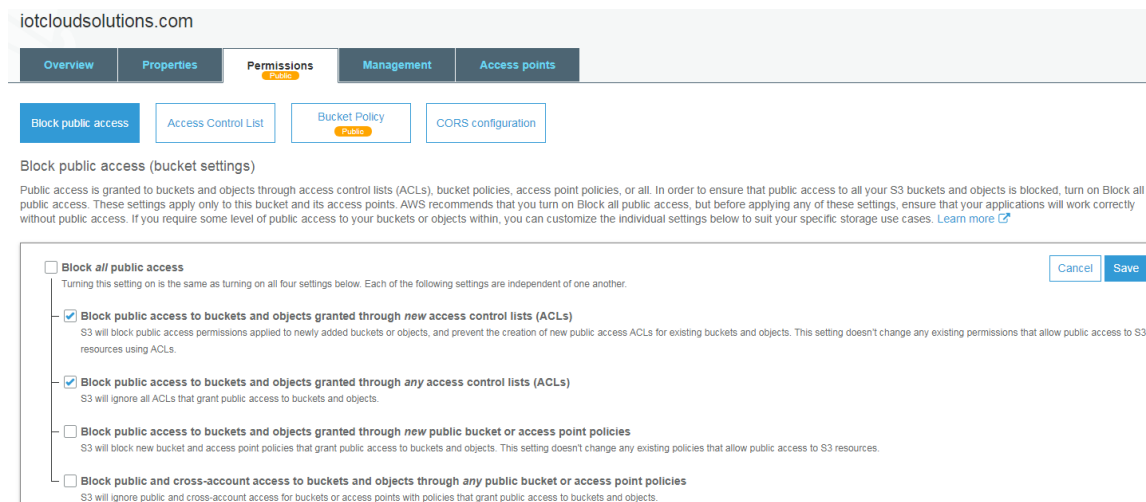 iotcloudsolutions.com
Overview Properties Permissions Management Access points
Public
Block public access Access Control List Bucket Policy CORS configuration
Public
Block public access (bucket settings)
Public access is granted to buckets and objects through access control lists (ACLs), bucket policies, access point policies, or all. In order to ensure that public access to all your S3 buckets and objects is blocked, turn on Block all
public access. These settings apply only to this bucket and its access points. AWS recommends that you turn on Block all public access, but before applying any of these settings, ensure that your applications will work correctly
without public access. If you require some level of public access to your buckets or objects within, you can customize the individual settings below to suit your specific storage use cases. Learn more
Block all public access Cancel Save
Turning this setting on is the same as turning on all four settings below. Each of the following settings are independent of one another.
Block public access to buckets and objects granted through new access control lists (ACLs)
S3 will block public access permissions applied to newly added buckets or objects, and prevent the creation of new public access ACLs for existing buckets and objects. This setting doesn't change any existing permissions that allow public access to S3
resources using ACLs.
Block public access to buckets and objects granted through any access control lists (ACLs)
S3 will ignore all ACLs that grant public access to buckets and objects.
Block public access to buckets and objects granted through new public bucket or access point policies
S3 will block new bucket and access point policies that grant public access to buckets and objects. This setting doesn't change any existing policies that allow public access to S3 resources.
Block public and cross-account access to buckets and objects through any public bucket or access point policies
S3 will ignore public and cross-account access for buckets or access points with policies that grant public access to buckets and objects.